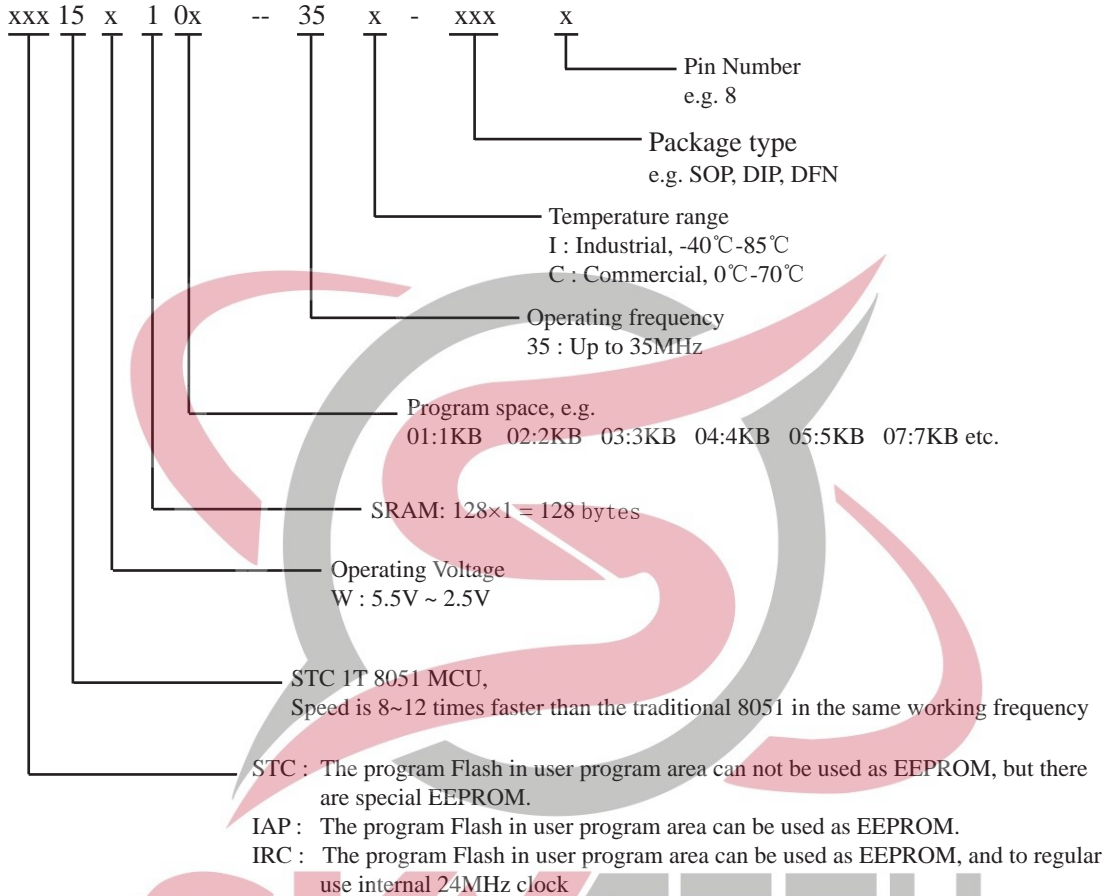 xxx 15 x 1 0x -- 35 x - xxx x
Pin Number
e.g. 8
Package type
e.g. SOP, DIP, DFN
Temperature range
I : Industrial, -40℃-85℃
C : Commercial, 0℃-70℃
Operating frequency
35 : Up to 35MHz
Program space, e.g.
01:1KB 02:2KB 03:3KB 04:4KB 05:5KB 07:7KB etc.
SRAM: 128×1 = 128 bytes
Operating Voltage
W : 5.5V ~ 2.5V
STC 1T 8051 MCU,
Speed is 8~12 times faster than the traditional 8051 in the same working frequency
STC : The program Flash in user program area can not be used as EEPROM, but there
are special EEPROM.
IAP : The program Flash in user program area can be used as EEPROM.
IRC : The program Flash in user program area can be used as EEPROM, and to regular
use internal 24MHz clock